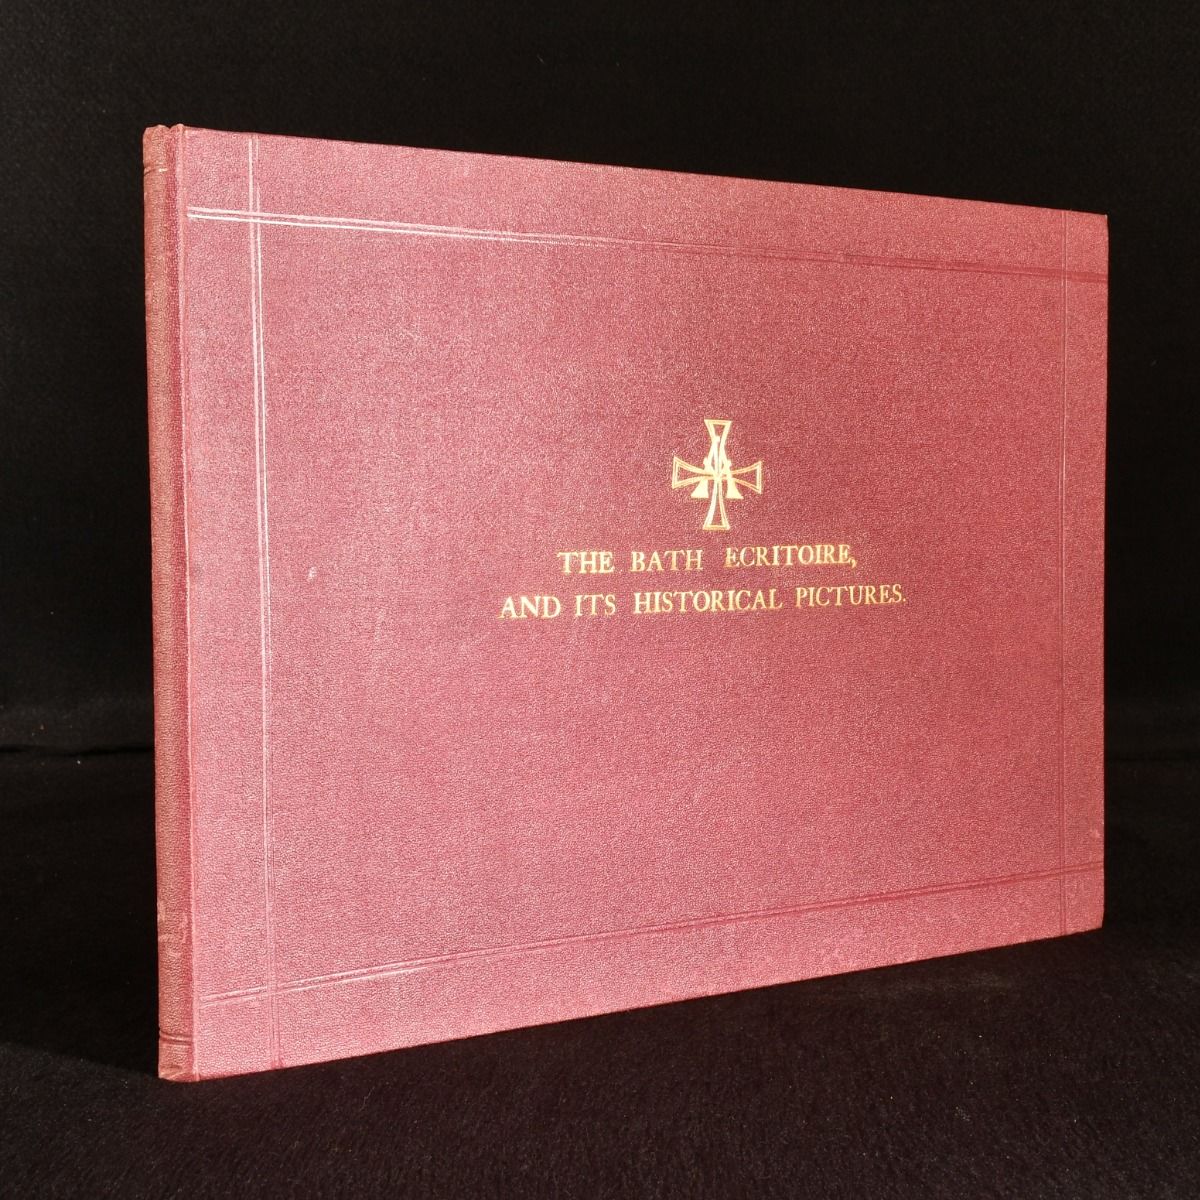 THE BATH ECRITOIRE,
AND ITS HISTORICAL PICTURES.